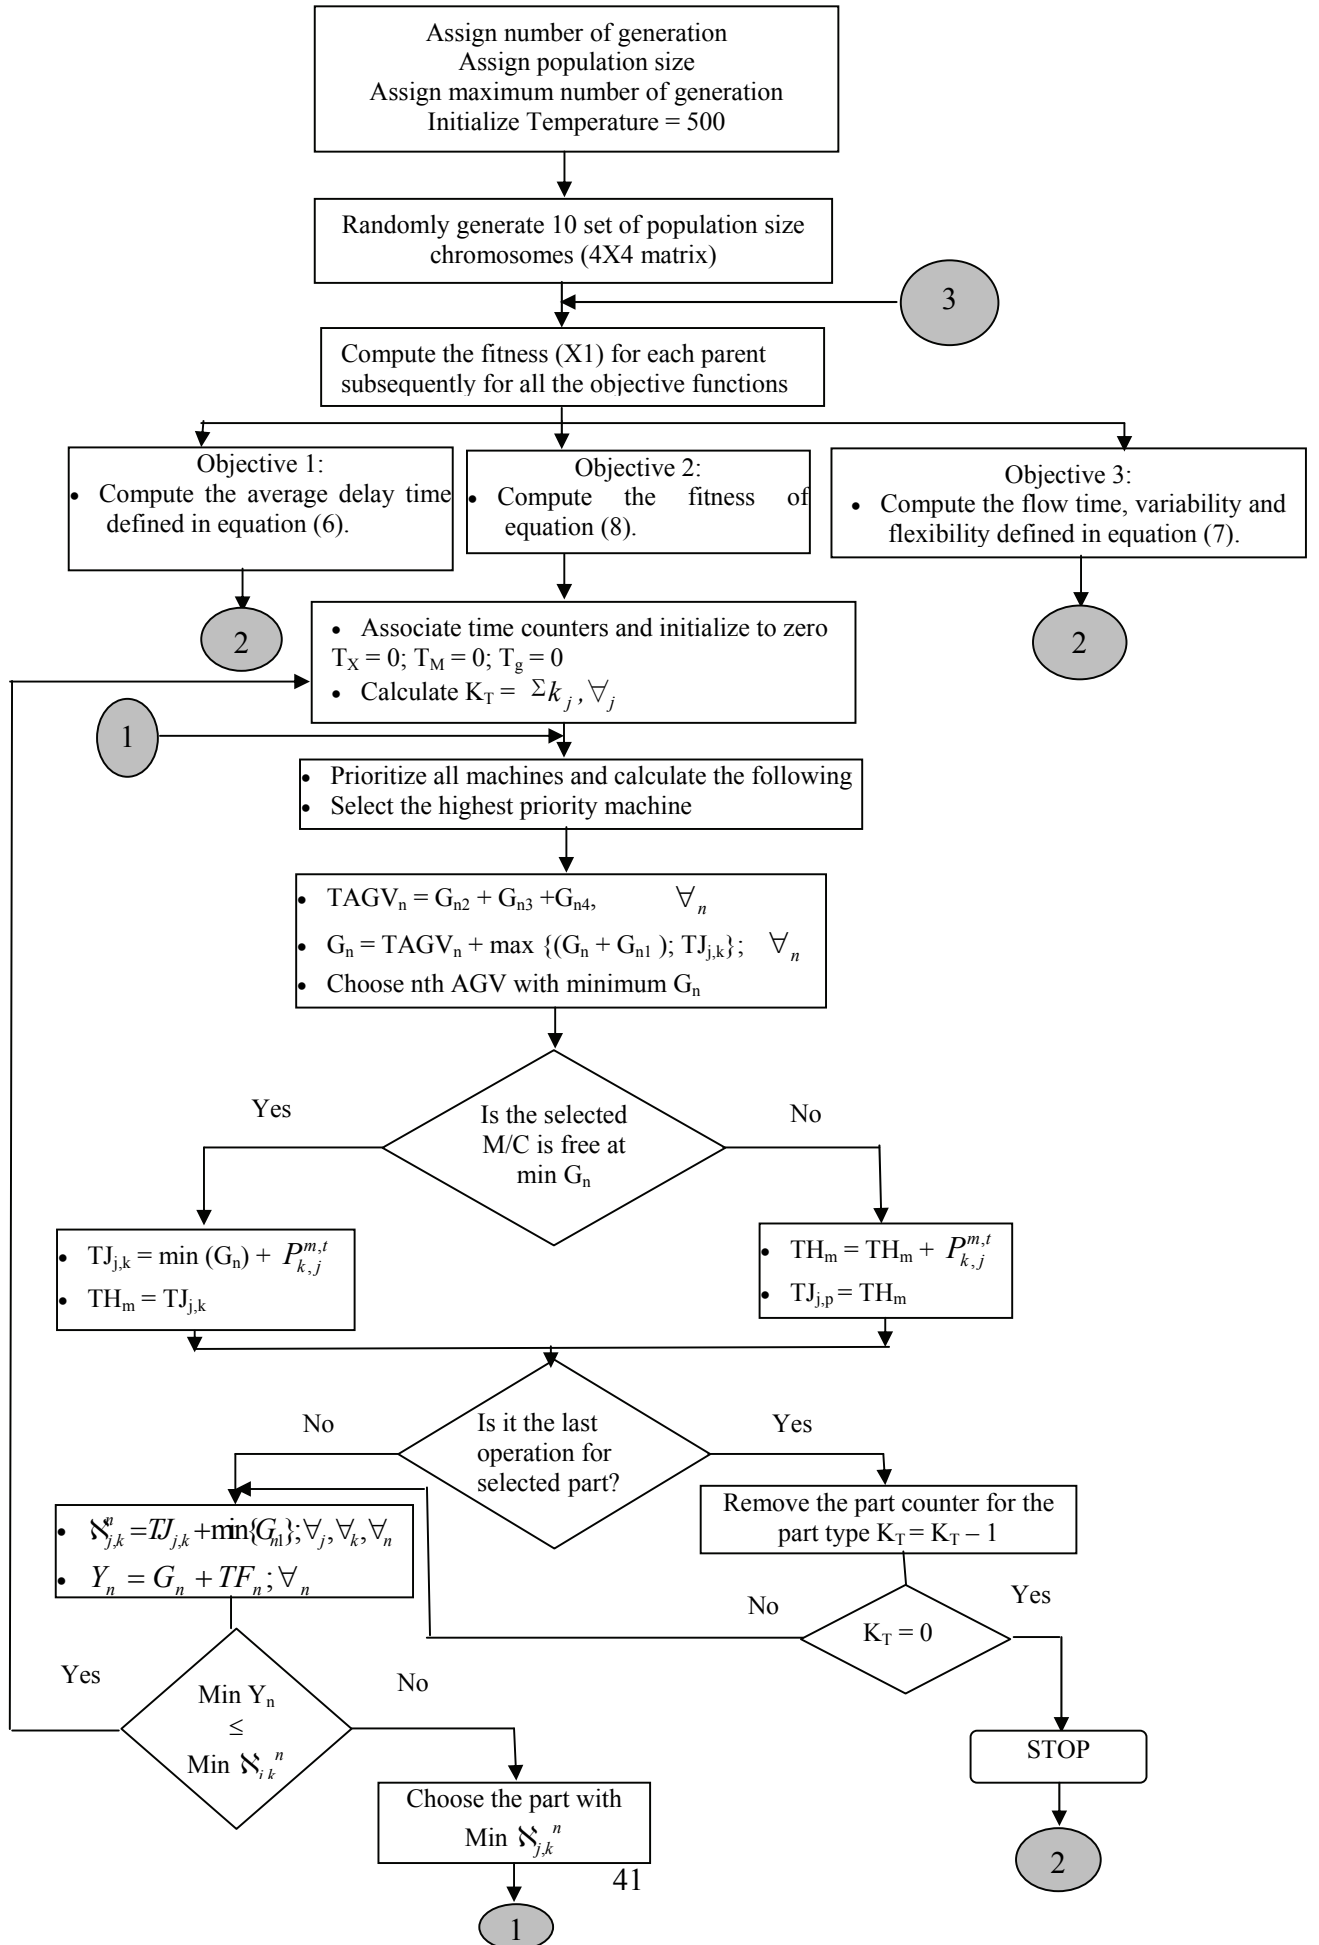 Assign number of generation
Assign population size
Assign maximum number of generation
Initialize Temperature = 500
Randomly generate 10 set of population size
chromosomes (4X4 matrix)
3
Compute the fitness (X1) for each parent
subsequently for all the objective functions
Objective 1:
• Compute the average delay time
defined in equation (6).
Objective 2:
• Compute the fitness of
equation (8).
Objective 3:
• Compute the flow time, variability and
flexibility defined in equation (7).
2
2
• Associate time counters and initialize to zero
T_X = 0; T_M = 0; T_g = 0
• Calculate K_T = Σk_j, ∀_j
1
• Prioritize all machines and calculate the following
• Select the highest priority machine
• TAGV_n = G_n2 + G_n3 +G_n4, ∀_n
• G_n = TAGV_n + max {(G_n + G_n1 ); TJ_j,k}; ∀_n
• Choose nth AGV with minimum G_n
Yes
No
Is the selected
M/C is free at
min G_n
• TJ_j,k = min (G_n) + P_{k,j}^{m,t}
• TH_m = TJ_j,k
• TH_m = TH_m + P_{k,j}^{m,t}
• TJ_j,p = TH_m
No
Yes
Is it the last
operation for
selected part?
Remove the part counter for the
part type K_T = K_T – 1
• ℵ_{j,k}^n = TJ_{j,k} + min{G_n1}; ∀_j, ∀_k, ∀_n
• Y_n = G_n + TF_n; ∀_n
No
Yes
K_T = 0
Yes
No
Min Y_n
≤
Min ℵ_{j,k}^n
STOP
Choose the part with
Min ℵ_{j,k}^n
2
41
1